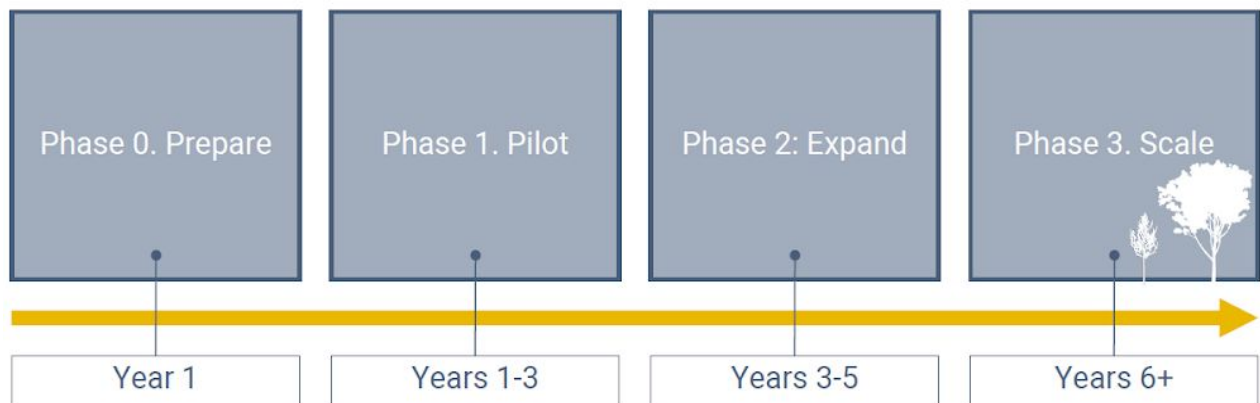 Phase 0. Prepare
Phase 1. Pilot
Phase 2: Expand
Phase 3. Scale
Year 1
Years 1-3
Years 3-5
Years 6+